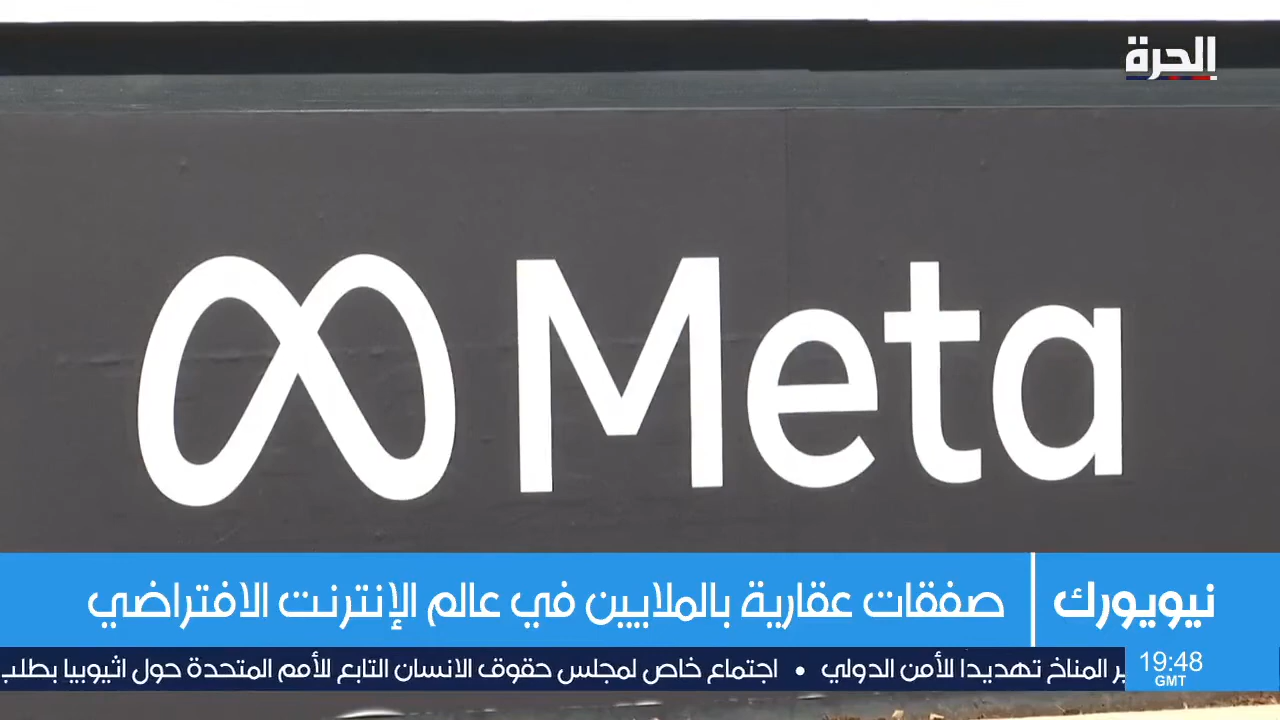 الحرة
Meta
نيويورك
صفقات عقارية بالملايين في عالم الإنترنت الافتراضي
المناخ تهديدا للأمن الدولي • اجتماع خاص لمجلس حقوق الانسان التابع للأمم المتحدة حول اثيوبيا بطلب
19:48
GMT